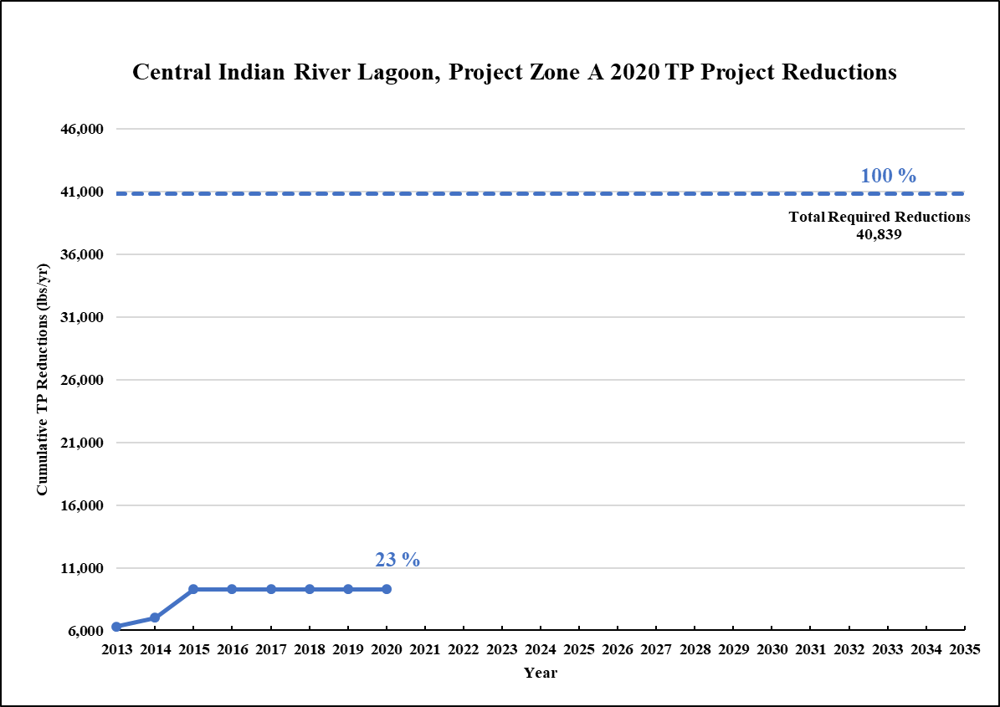 Central Indian River Lagoon, Project Zone A 2020 TP Project Reductions
46,000
41,000
36,000
31,000
26,000
21,000
16,000
11,000
6,000
Cumulative TP Reductions (lbs/yr)
100 %
Total Required Reductions
40,839
23 %
2013 2014 2015 2016 2017 2018 2019 2020 2021 2022 2023 2024 2025 2026 2027 2028 2029 2030 2031 2032 2033 2034 2035
Year